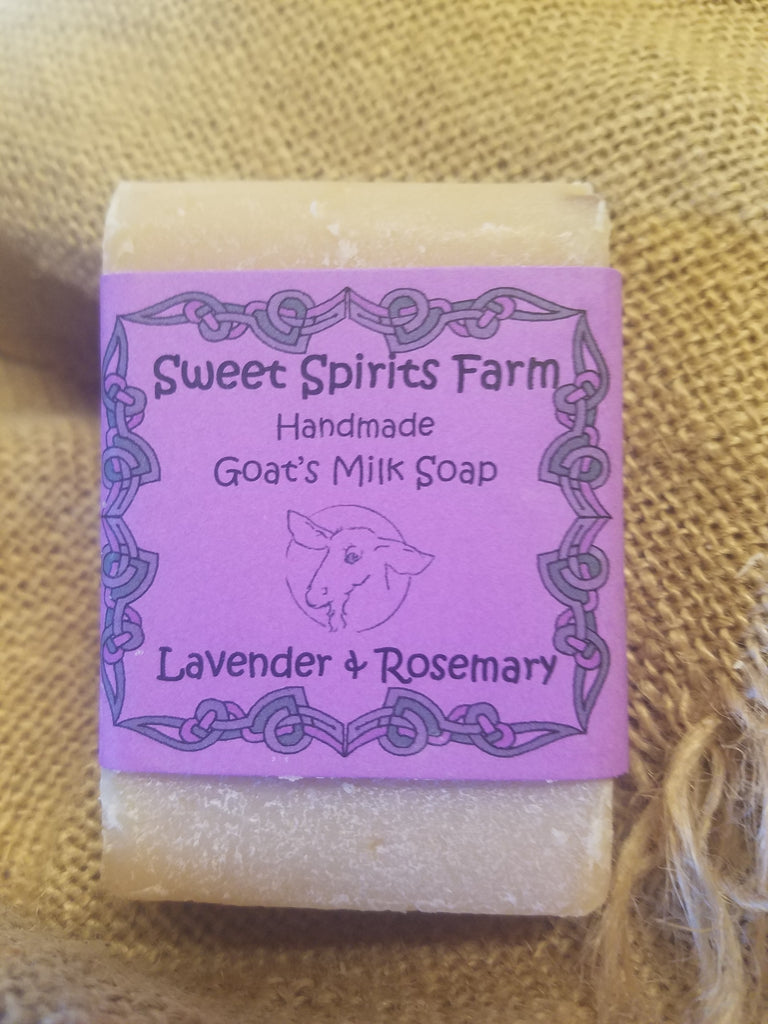 Sweet Spirits Farm
Handmade
Goat's Milk Soap
Lavender & Rosemary